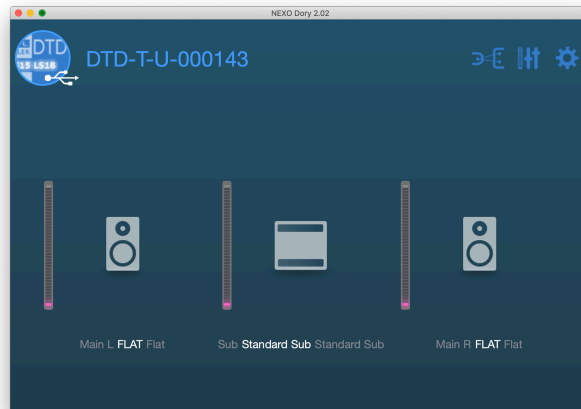 NEXO Dory 2.02
DTD
S15 LS18
DTD-T-U-000143
Main L FLAT Flat
Sub Standard Sub Standard Sub
Main R FLAT Flat